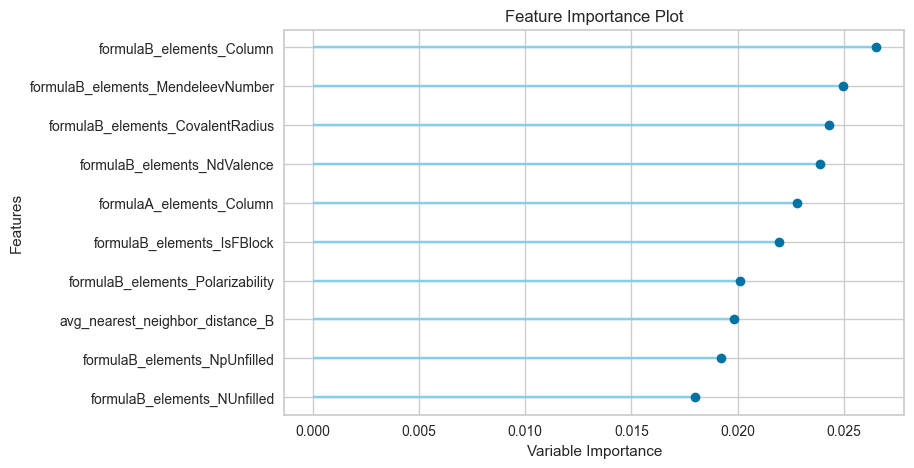 Feature Importance Plot
formulaB_elements_Column
formulaB_elements_MendeleevNumber
formulaB_elements_CovalentRadius
formulaB_elements_NdValence
formulaA_elements_Column
formulaB_elements_IsFBlock
formulaB_elements_Polarizability
avg_nearest_neighbor_distance_B
formulaB_elements_NpUnfilled
formulaB_elements_NUnfilled
Features
0.000 0.005 0.010 0.015 0.020 0.025
Variable Importance